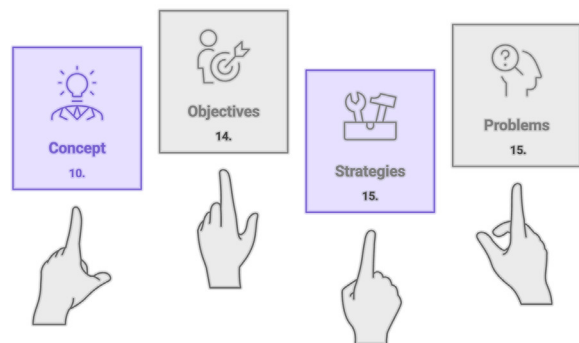 Concept
10.
Objectives
14.
Strategies
15.
Problems
15.